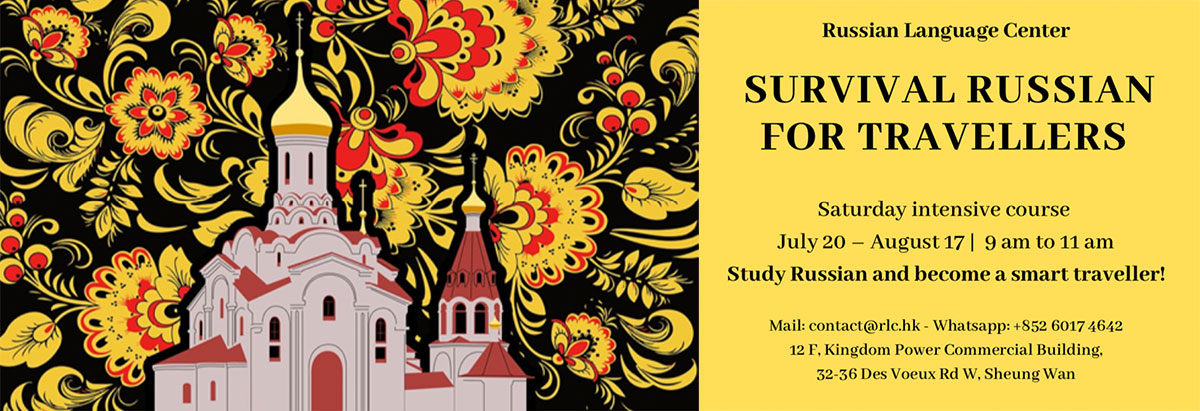 Russian Language Center
SURVIVAL RUSSIAN
FOR TRAVELLERS
Saturday intensive course
July 20 – August 17 | 9 am to 11 am
Study Russian and become a smart traveller!
Mail: contact@rlc.hk - Whatsapp: +852 6017 4642
12 F, Kingdom Power Commercial Building,
32-36 Des Voeux Rd W, Sheung Wan